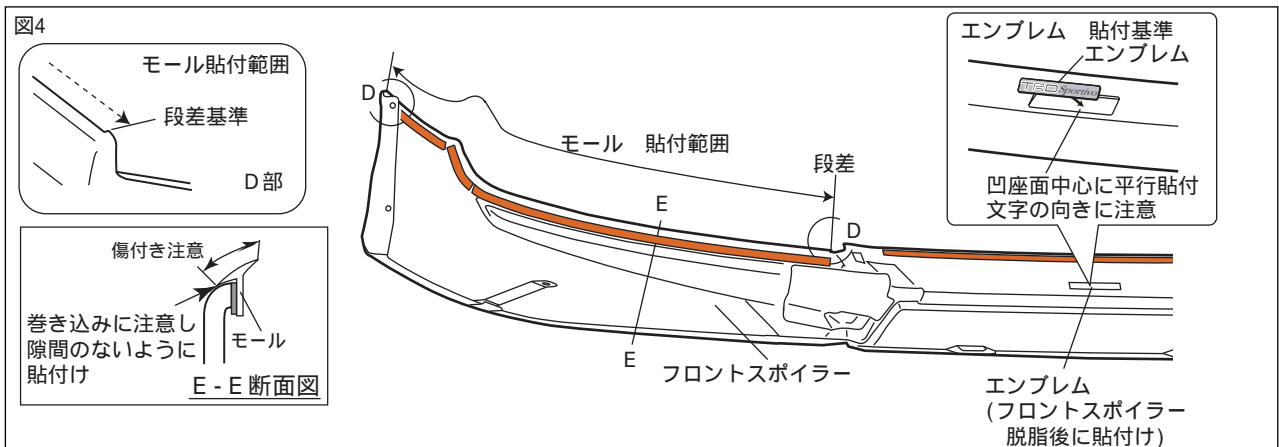 図4
モール貼付範囲
段差基準
D部
傷付き注意
巻き込みに注意し
隙間のないように
貼付け
モール
E - E 断面図
D
モール 貼付範囲
段差
E
D
E
フロントスポイラー
エンブレム 貼付基準
エンブレム
TRD Sportivo
凹座面中心に平行貼付
文字の向きに注意
エンブレム
(フロントスポイラー
脱脂後に貼付け)